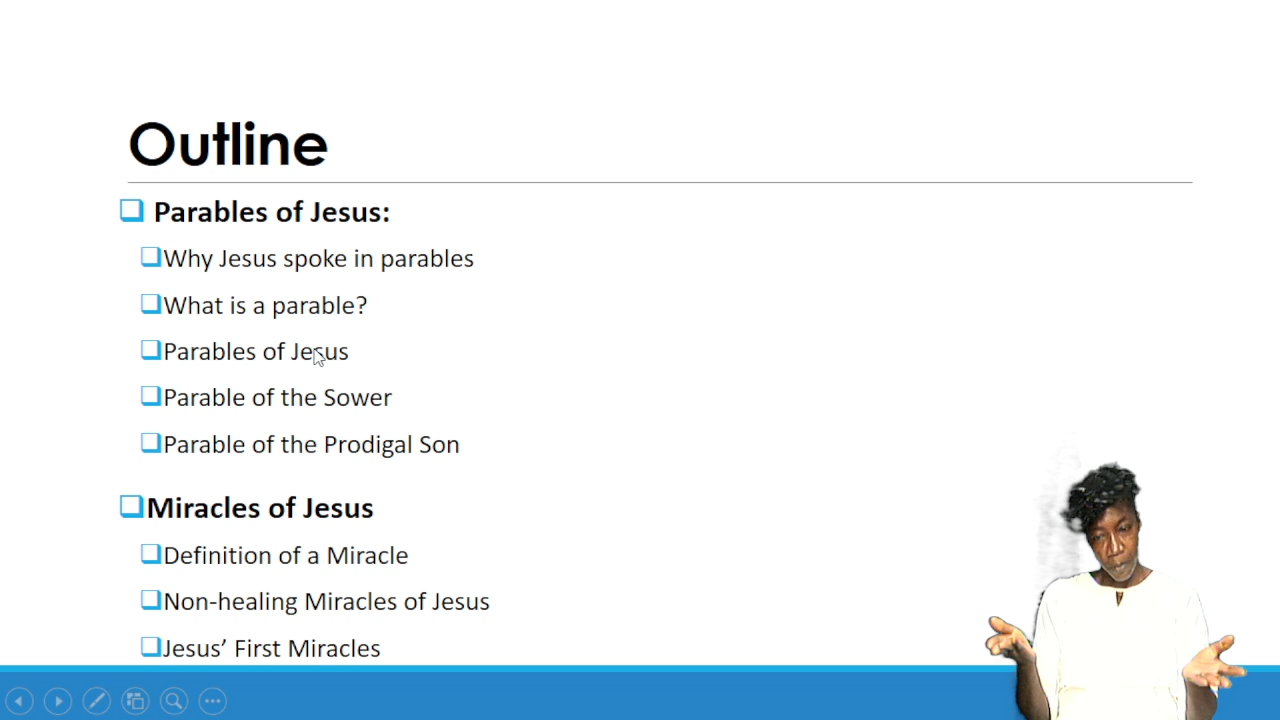 Outline
Parables of Jesus:
Why Jesus spoke in parables
What is a parable?
Parables of Jesus
Parable of the Sower
Parable of the Prodigal Son
Miracles of Jesus
Definition of a Miracle
Non-healing Miracles of Jesus
Jesus’ First Miracles